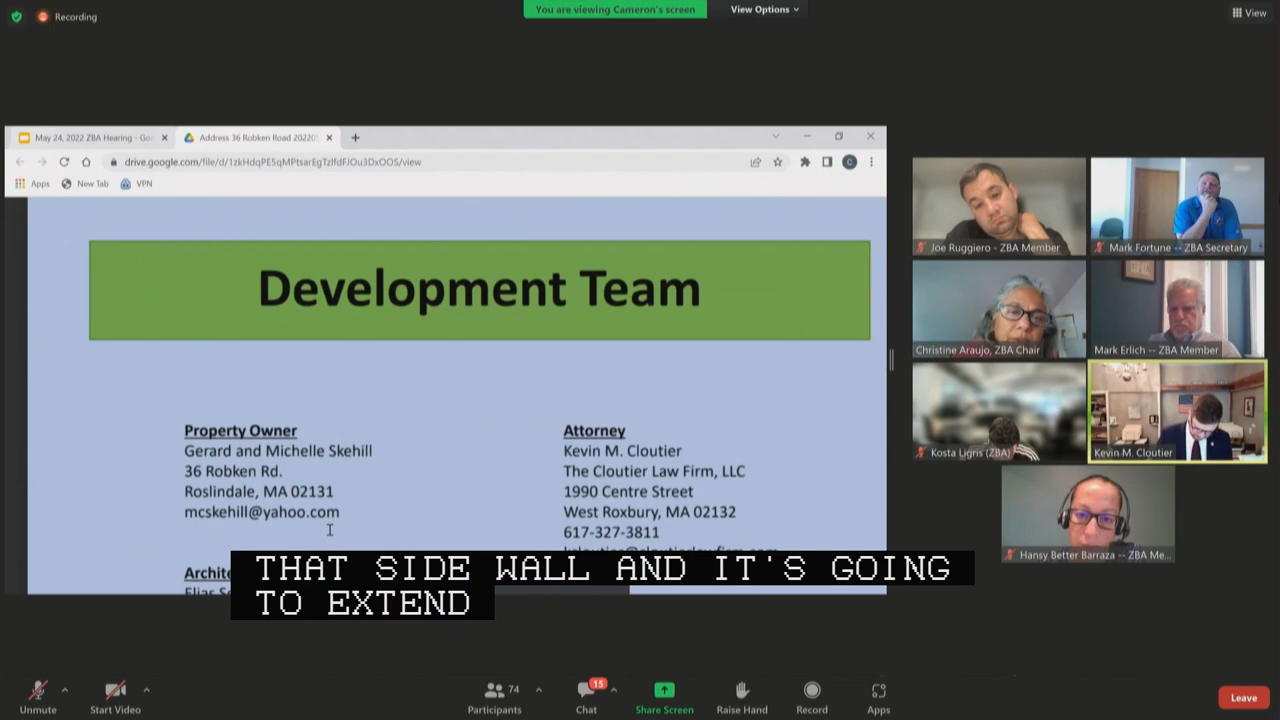 Recording
You are viewing Cameron's screen
View Options
View
May 24, 2022 ZBA Hearing - Go
Address 36 Robken Road 2022
drive.google.com/file/d/1zkHdqPE5qMPtsarEgTzlfdFJOu3DxOOS/view
C
Apps
New Tab
VPN
Development Team
Property Owner
Gerard and Michelle Skehill
36 Robken Rd.
Roslindale, MA 02131
mcskehill@yahoo.com
Attorney
Kevin M. Cloutier
The Cloutier Law Firm, LLC
1990 Centre Street
West Roxbury, MA 02132
617-327-3811
Archite
THAT SIDE WALL AND IT'S GOING
TO EXTEND
Joe Ruggiero - ZBA Member
Mark Fortune -- ZBA Secretary
Christine Araujo, ZBA Chair
Mark Erlich -- ZBA Member
Kosta Ligris (ZBA)
Kevin M. Cloutier
Hansy Better Barraza -- ZBA Me...
Unmute
Start Video
74
Participants
15
Chat
Share Screen
Raise Hand
Record
Apps
Leave